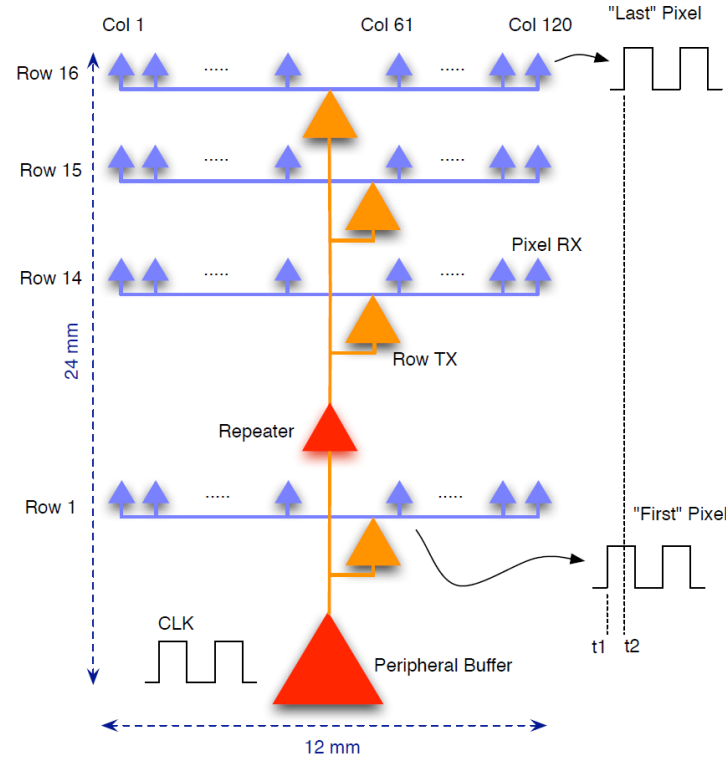 Col 1
Col 61
Col 120
"Last" Pixel
Row 16
.....
.....
Row 15
.....
.....
Pixel RX
Row 14
.....
.....
24 mm
Row TX
Repeater
Row 1
.....
.....
"First" Pixel
CLK
t1
t2
Peripheral Buffer
12 mm